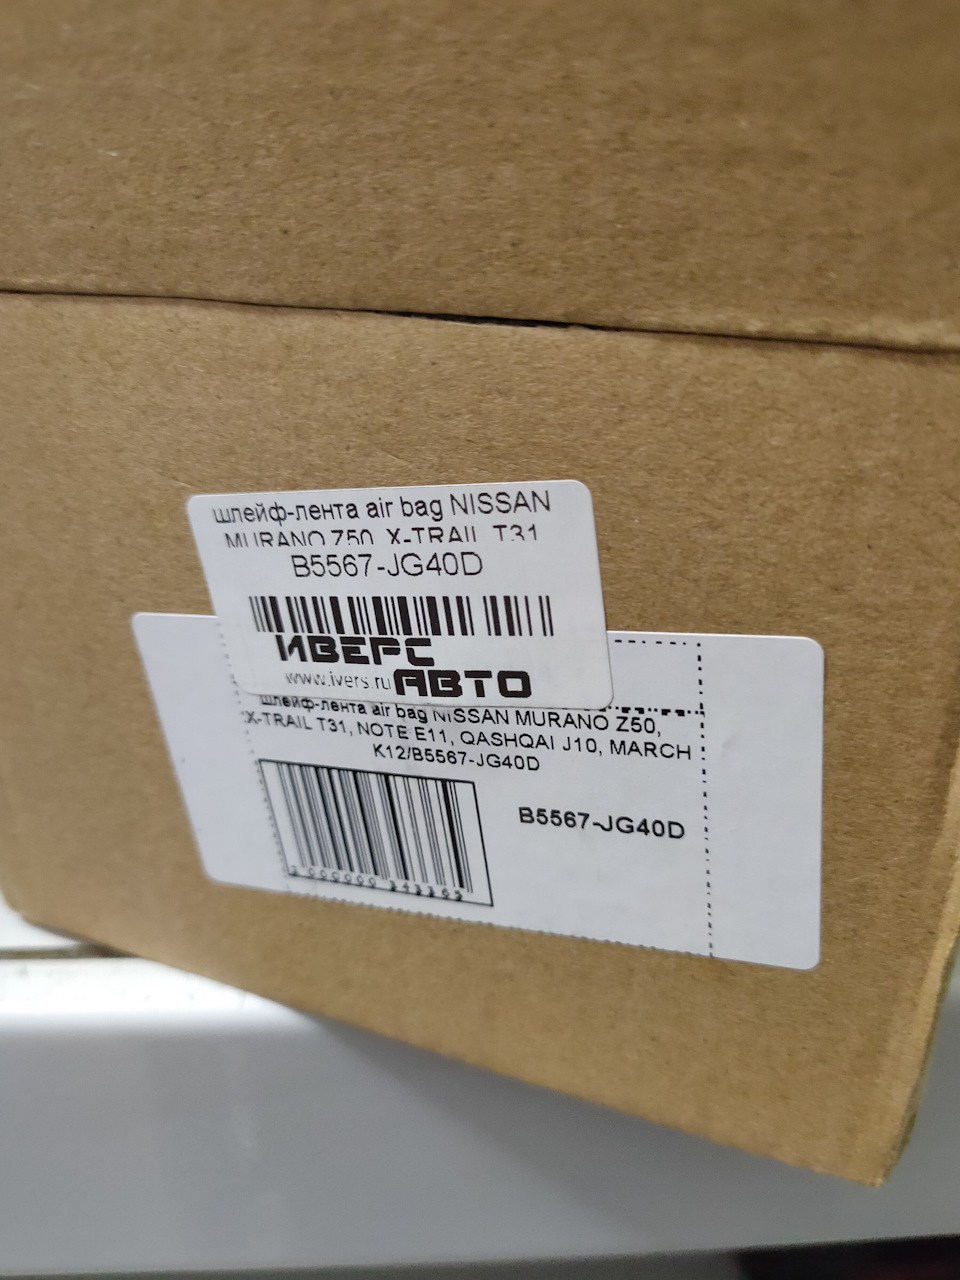 шлейф-лента air bag NISSAN
MURANO Z50, X-TRAIL T31
B5567-JG40D
ИВЕРС
www.ivers.ru АВТО
шлейф-лента air bag NISSAN MURANO Z50,
X-TRAIL T31, NOTE E11, QASHQAI J10, MARCH
K12/B5567-JG40D
B5567-JG40D